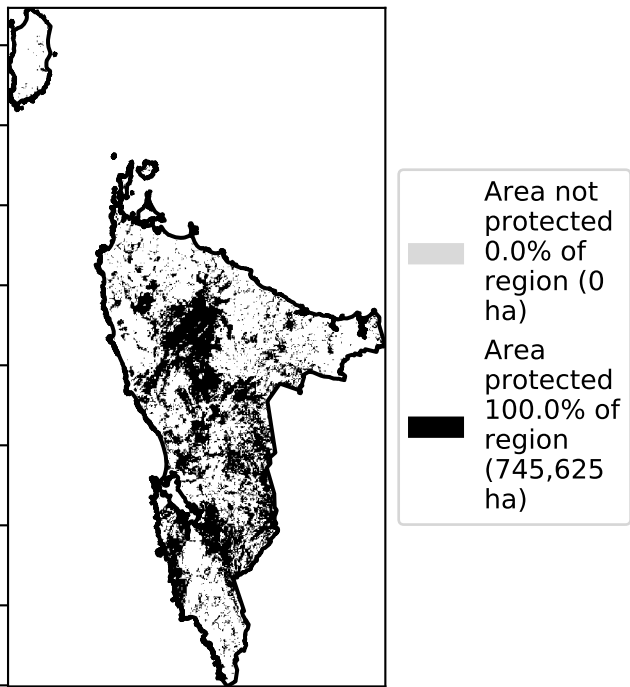 Area not
protected
0.0% of
region (0
ha)
Area
protected
100.0% of
region
(745,625
ha)